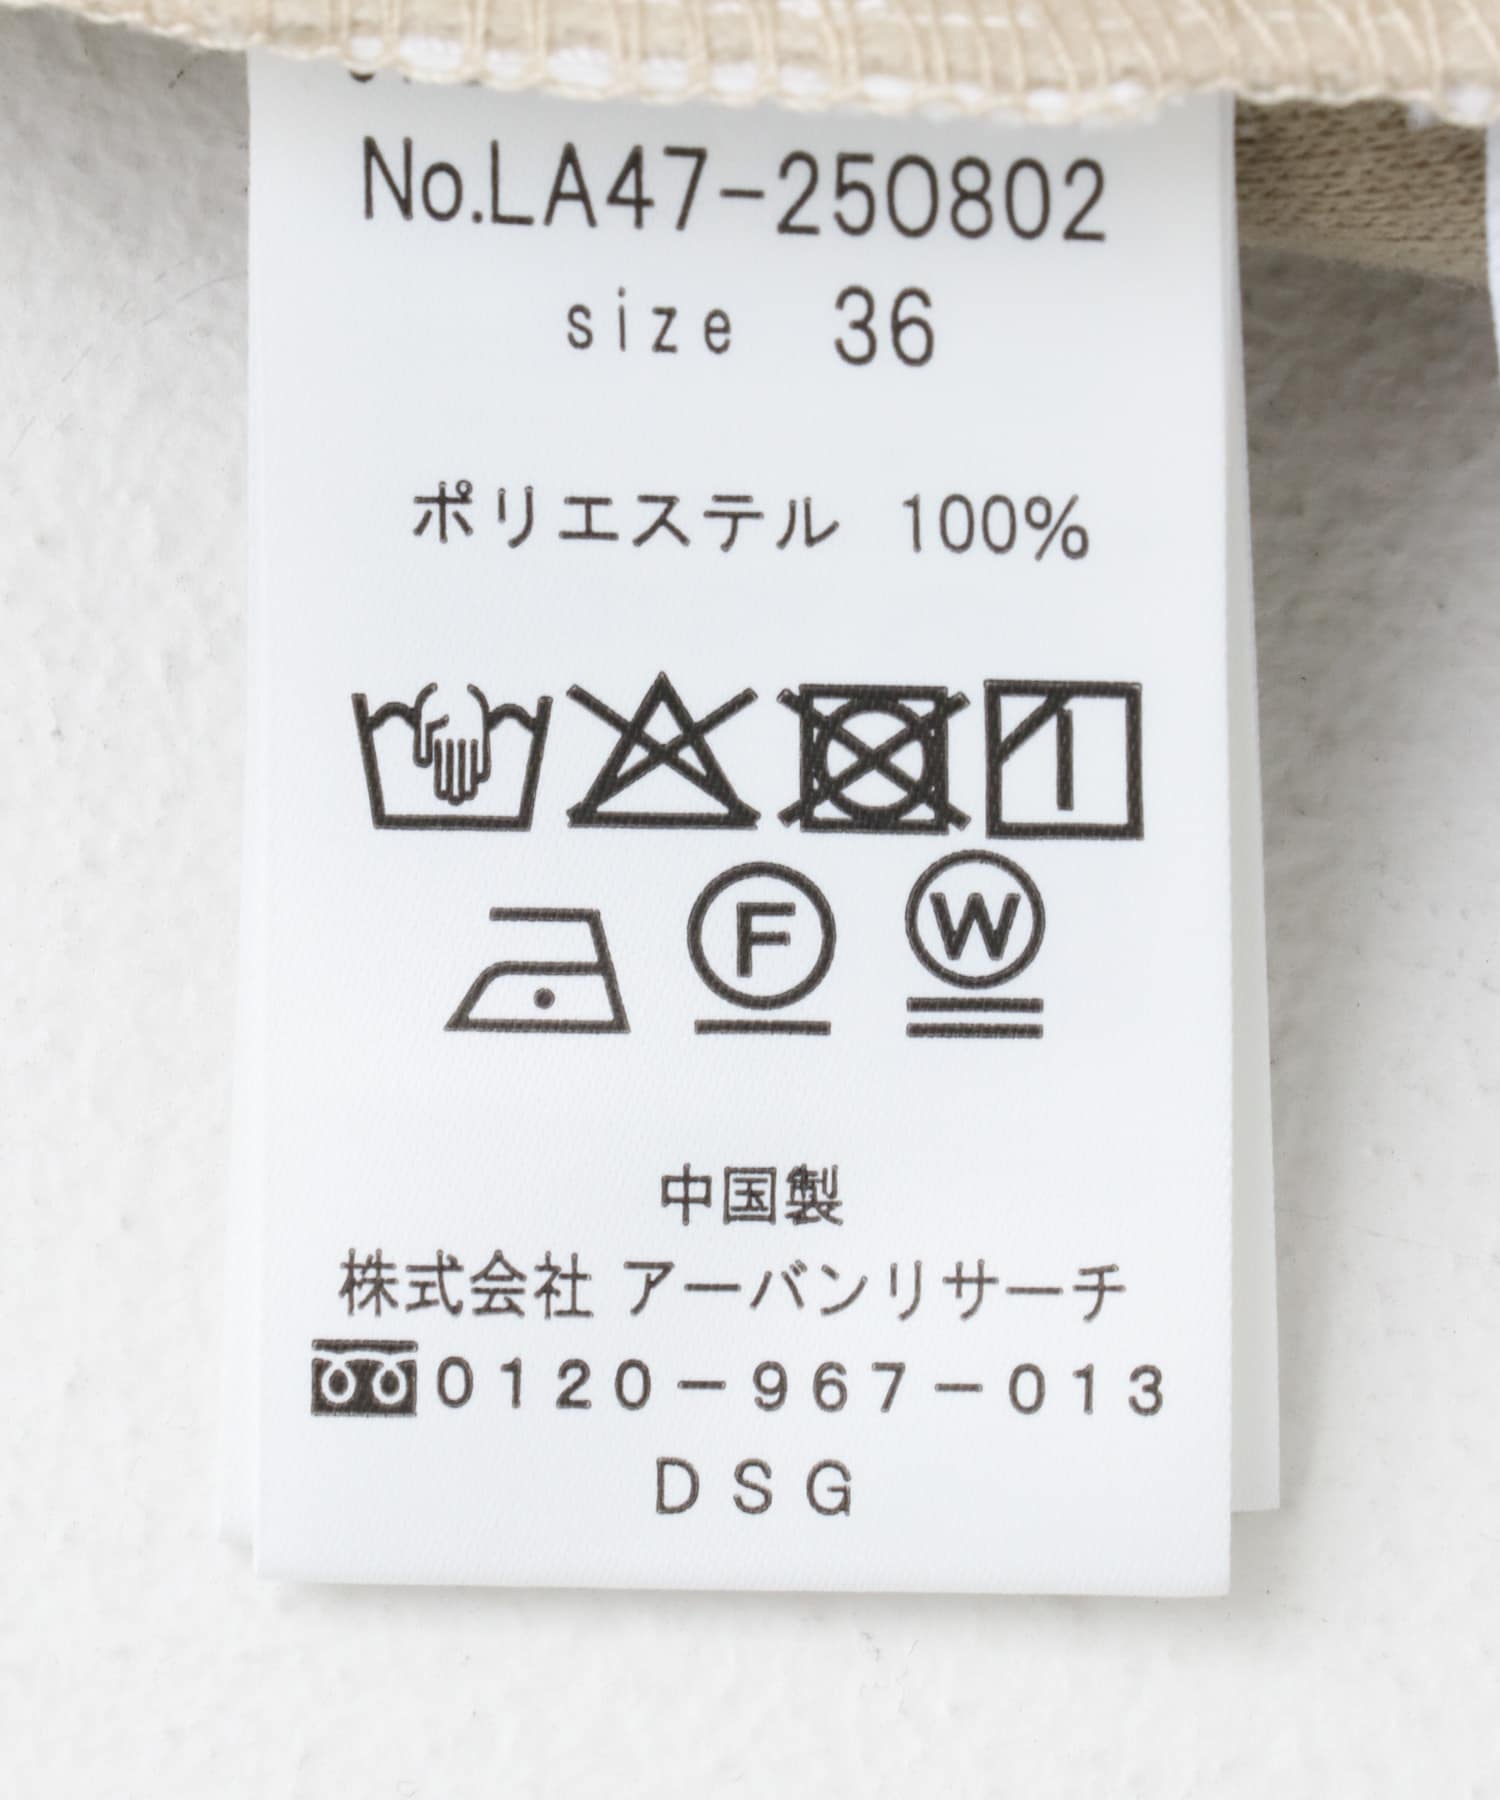 No.LA47-250802
size 36
ポリエステル 100%
F W
中国製
株式会社 アーバンリサーチ
0120-967-013
DSG